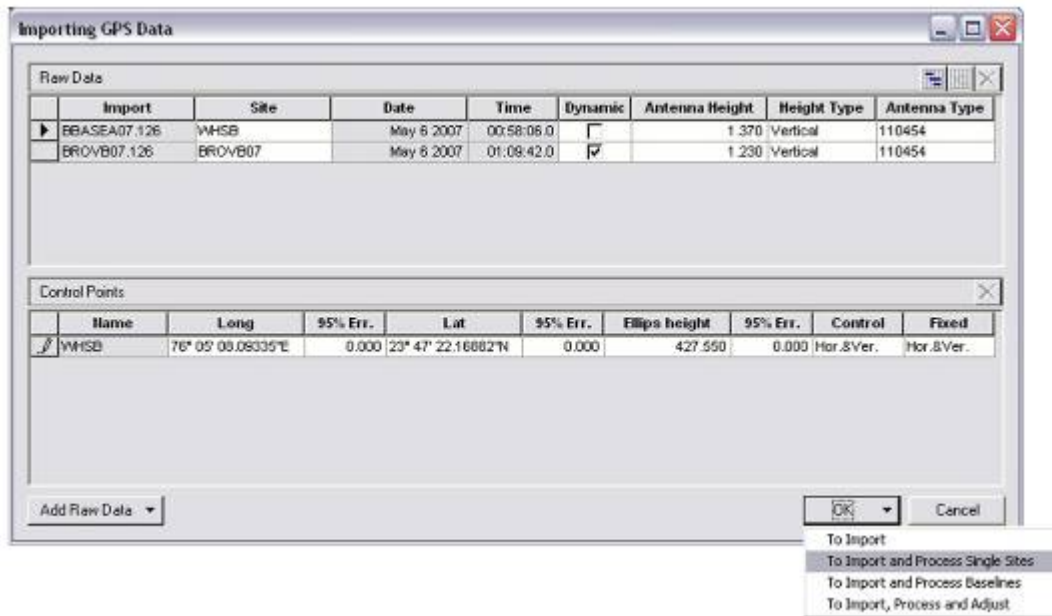 Importing GPS Data
Raw Data
Import Site Date Time Dynamic Antenna Height Height Type Antenna Type
BBASEA07.126 WHSB May 6 2007 00:58:06.0 1.370 Vertical 110454
BROVB07.126 BROVB07 May 6 2007 01:09:42.0 1.230 Vertical 110454
Control Points
Name Long 95% Err. Lat 95% Err. Ellips height 95% Err. Control Fixed
WHSB 76° 05' 08.09335"E 0.000 23° 47' 22.16882"N 0.000 427.550 0.000 Hor.&Ver. Hor.&Ver.
Add Raw Data OK Cancel
To Import
To Import and Process Single Sites
To Import and Process Baselines
To Import, Process and Adjust